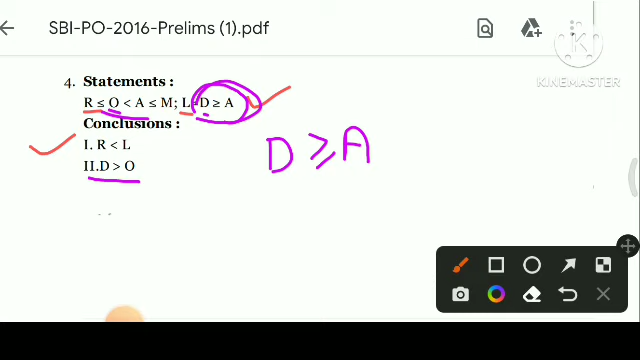 SBI-PO-2016-Prelims (1).pdf
KINEMASTER
4. Statements :
R ≤ O < A ≤ M; L = D ≥ A
Conclusions :
I. R < L
II.D > O
D ≥ A